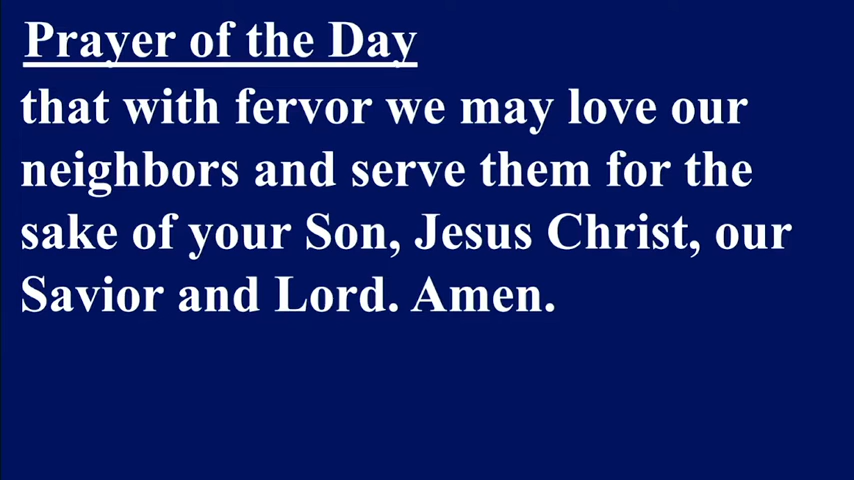 Prayer of the Day
that with fervor we may love our
neighbors and serve them for the
sake of your Son, Jesus Christ, our
Savior and Lord. Amen.